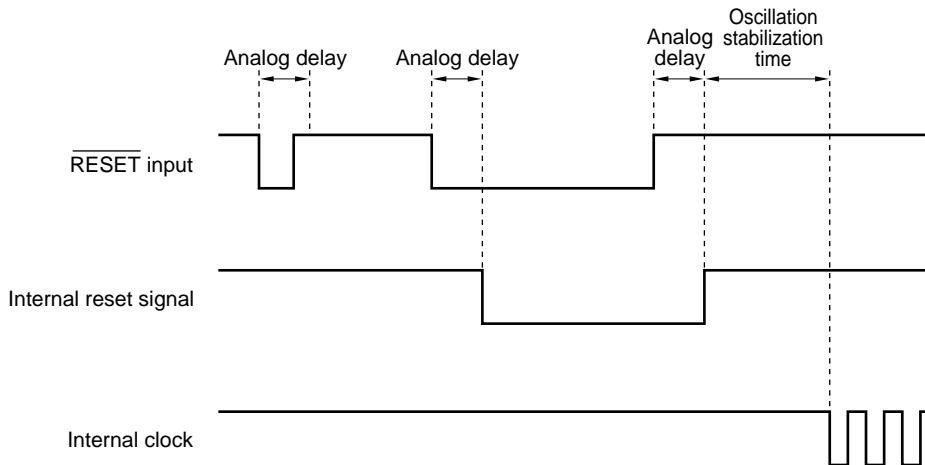 Oscillation
stabilization
time
Analog delay
Analog delay
Analog
delay
RESET input
Internal reset signal
Internal clock